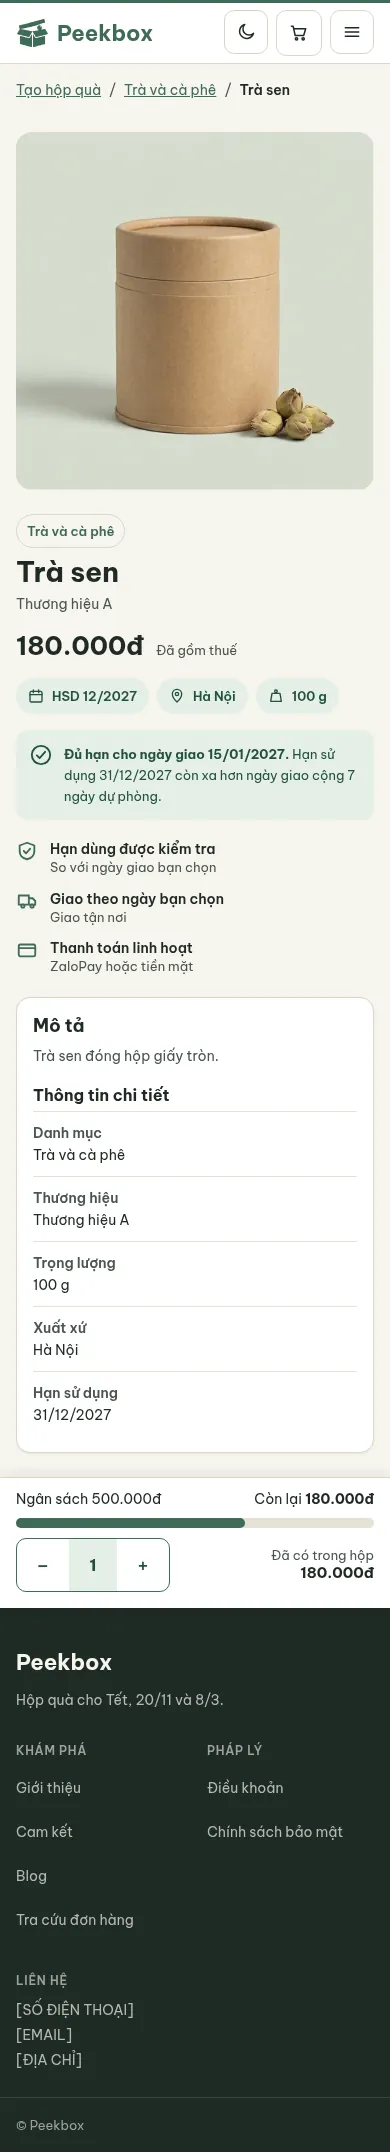 Peekbox
Tạo hộp quà / Trà và cà phê / Trà sen
Trà và cà phê
Trà sen
Thương hiệu A
180.000đ Đã gồm thuế
HSD 12/2027 Hà Nội 100 g
Đủ hạn cho ngày giao 15/01/2027. Hạn sử
dụng 31/12/2027 còn xa hơn ngày giao cộng 7
ngày dự phòng.
Hạn dùng được kiểm tra
So với ngày giao bạn chọn
Giao theo ngày bạn chọn
Giao tận nơi
Thanh toán linh hoạt
ZaloPay hoặc tiền mặt
Mô tả
Trà sen đóng hộp giấy tròn.
Thông tin chi tiết
Danh mục
Trà và cà phê
Thương hiệu
Thương hiệu A
Trọng lượng
100 g
Xuất xứ
Hà Nội
Hạn sử dụng
31/12/2027
Ngân sách 500.000đ Còn lại 180.000đ
− 1 +
Đã có trong hộp
180.000đ
Peekbox
Hộp quà cho Tết, 20/11 và 8/3.
KHÁM PHÁ
Giới thiệu
Cam kết
Blog
Tra cứu đơn hàng
PHÁP LÝ
Điều khoản
Chính sách bảo mật
LIÊN HỆ
[SỐ ĐIỆN THOẠI]
[EMAIL]
[ĐỊA CHỈ]
© Peekbox